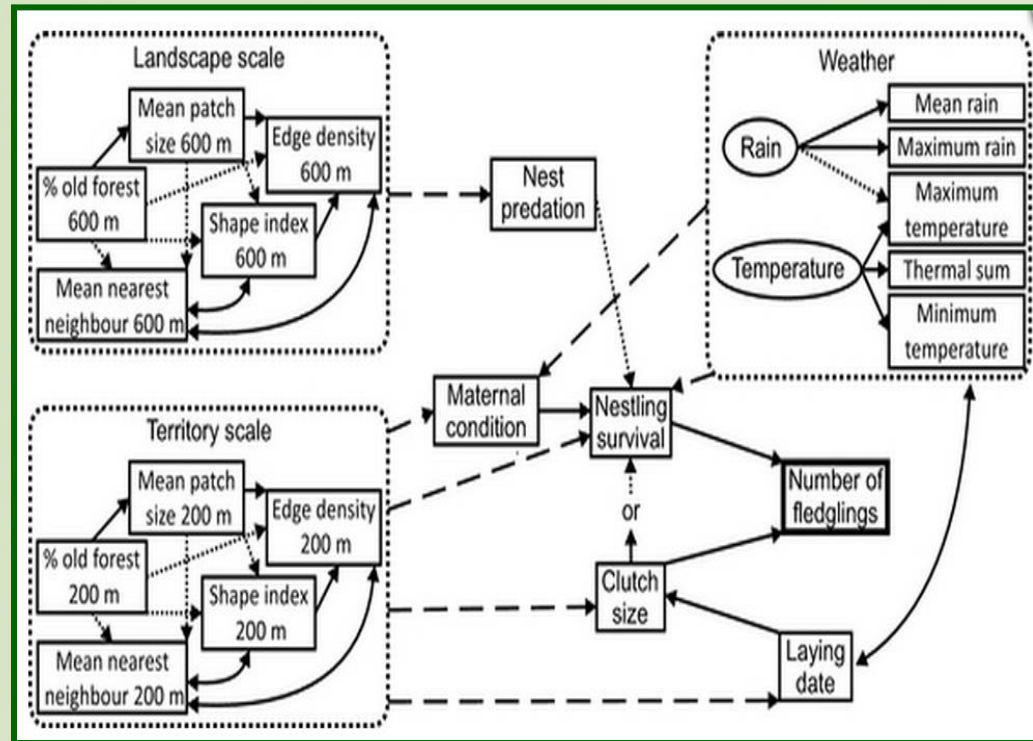 Landscape scale
Mean patch
size 600 m
Edge density
600 m
% old forest
600 m
Shape index
600 m
Mean nearest
neighbour 600 m
Nest
predation
Weather
Rain
Mean rain
Maximum rain
Maximum
temperature
Temperature
Thermal sum
Minimum
temperature
Maternal
condition
Nestling
survival
Number of
fledglings
or
Clutch
size
Laying
date
Territory scale
Mean patch
size 200 m
Edge density
200 m
% old forest
200 m
Shape index
200 m
Mean nearest
neighbour 200 m